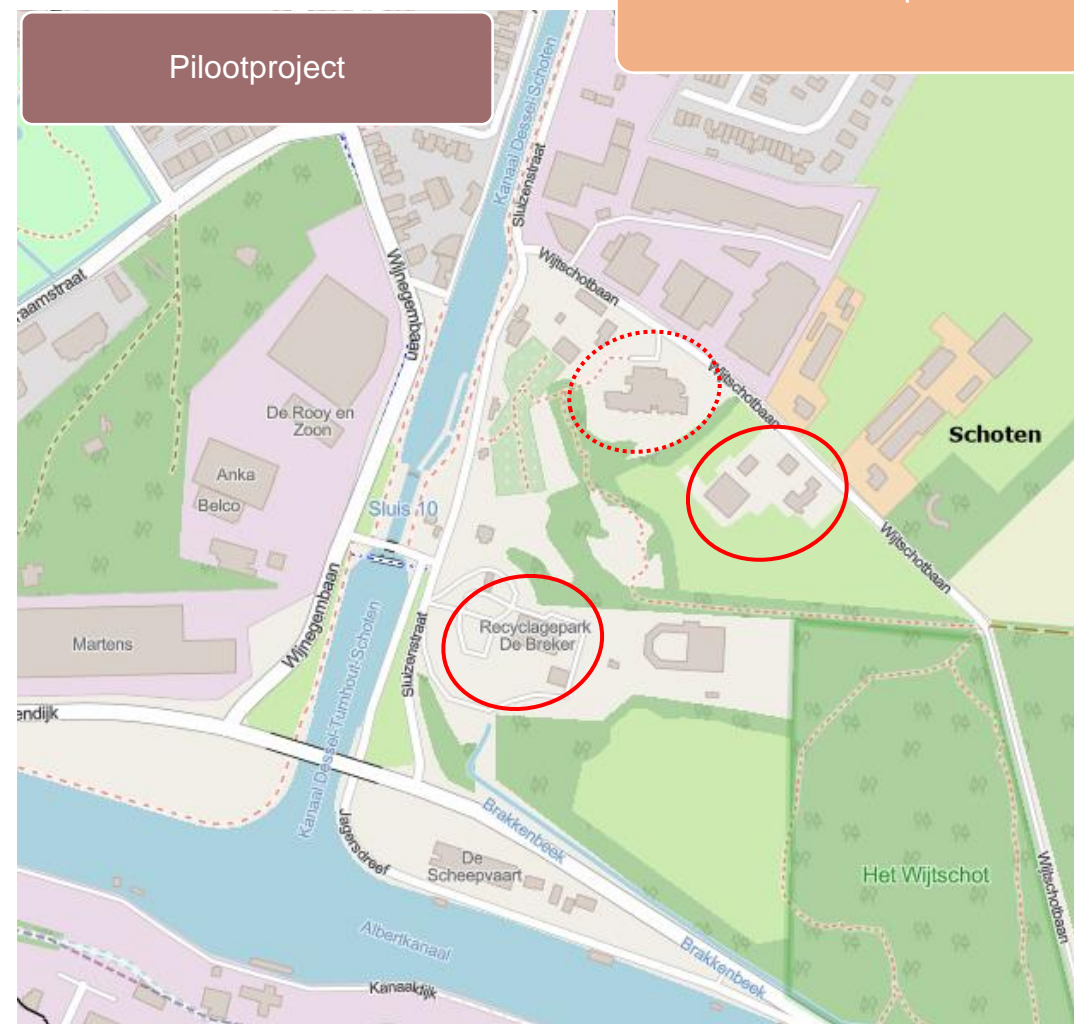 Pilootproject
Kanaal Dessel-Schoten
Sluizenstraat
Wijnegembaan
Wijtschotbaan
De Rooy en
Zoon
Wijtschotbaan
Schoten
Anka
Belco
Sluis 10
Wijtschotbaan
Martens
Wijnegembaan
Kanaal Dessel-Turnhout-Schoten
Sluizenstraat
Recyclagepark
De Breker
endijk
Brakkenbeek
Jagersdreef
De
Scheepvaart
Het Wijtschot
Wijtschotbaan
Albertkanaal
Brakkenbeek
Kanaaldijk